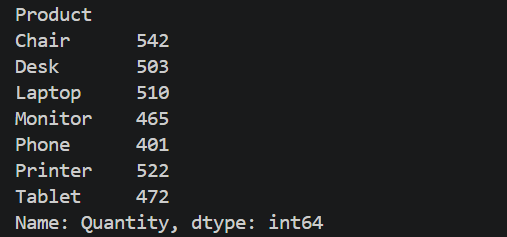 Product
Chair      542
Desk       503
Laptop     510
Monitor    465
Phone      401
Printer    522
Tablet     472
Name: Quantity, dtype: int64